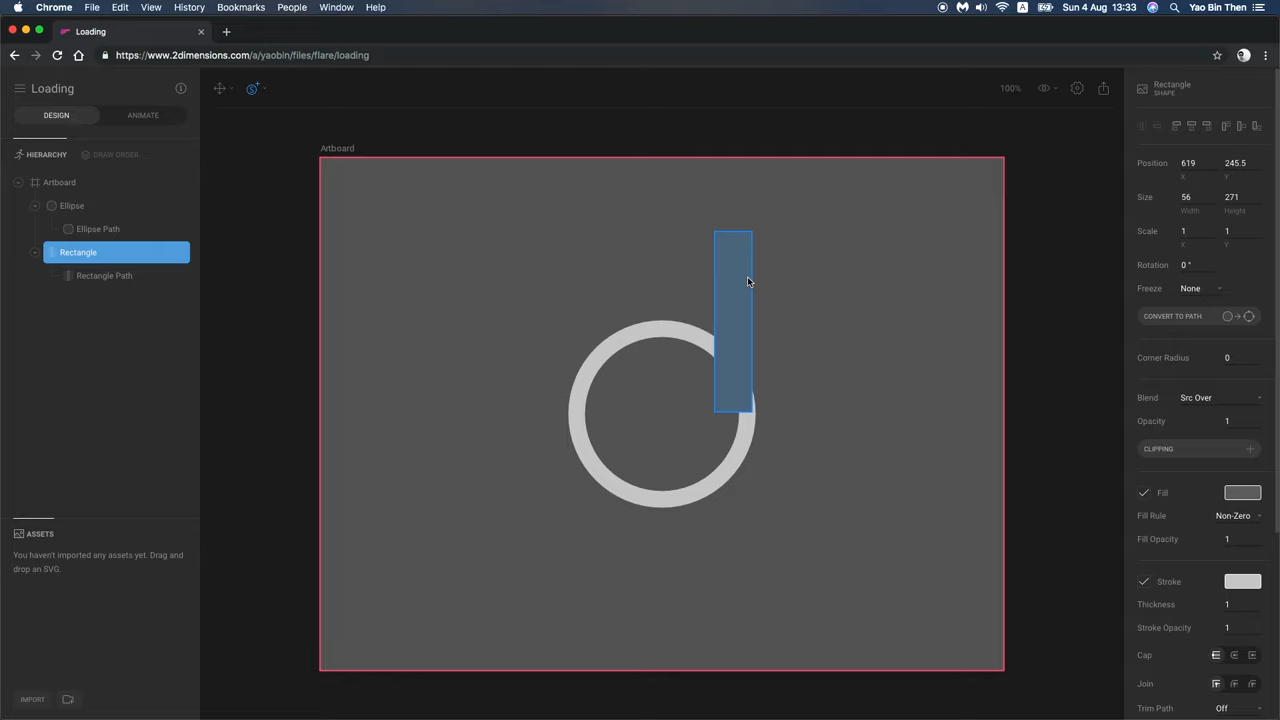 Chrome File Edit View History Bookmarks People Window Help A Sun 4 Aug 13:33 Yao Bin Then
Loading
https://www.2dimensions.com/a/yaobin/files/flare/loading
Loading
100%
Rectangle
SHAPE
DESIGN ANIMATE
HIERARCHY DRAW ORDER
Artboard
Artboard
Ellipse
Ellipse Path
Rectangle
Rectangle Path
Position 619 245.5
X Y
Size 56 271
Width Height
Scale 1 1
X Y
Rotation 0 °
Freeze None
CONVERT TO PATH
Corner Radius 0
Blend Src Over
Opacity 1
CLIPPING
Fill
Fill Rule Non-Zero
Fill Opacity 1
Stroke
Thickness 1
Stroke Opacity 1
Cap
Join
Trim Path Off
ASSETS
You haven't imported any assets yet. Drag and
drop an SVG.
IMPORT